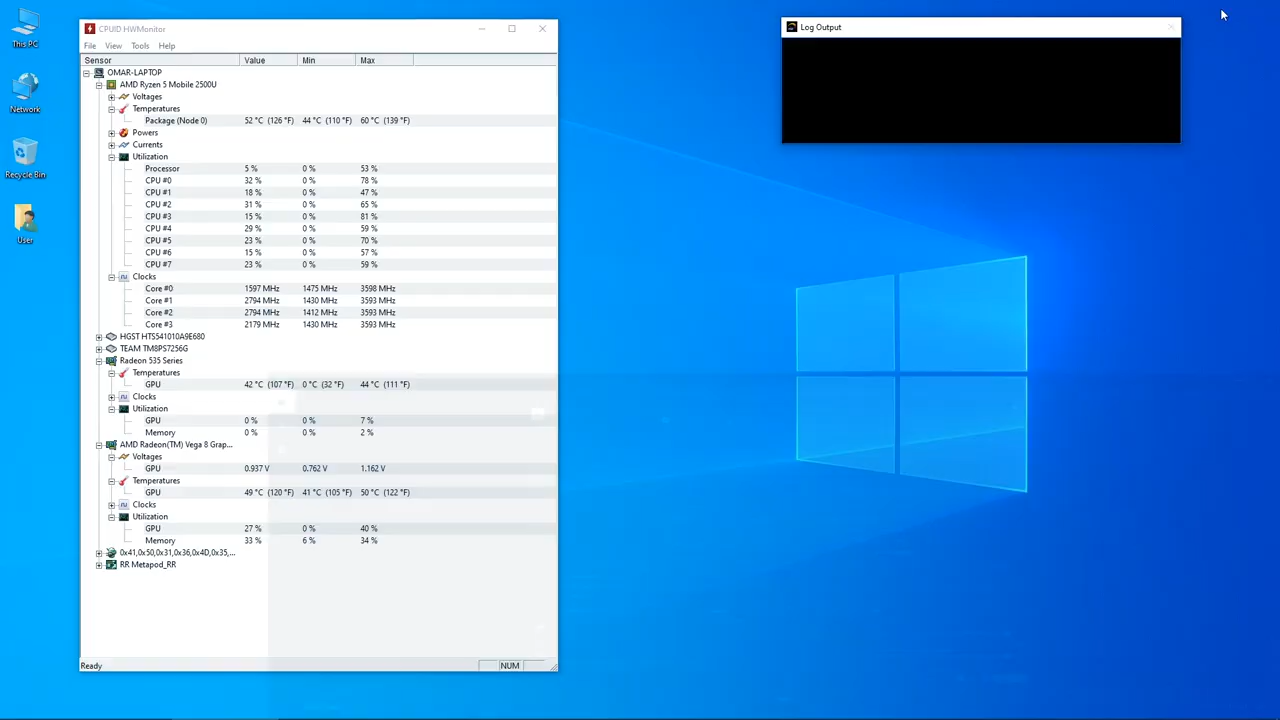 This PC
Network
Recycle Bin
User
CPUID HWMonitor
File View Tools Help
Sensor Value Min Max
OMAR-LAPTOP
AMD Ryzen 5 Mobile 2500U
Voltages
Temperatures
Package (Node 0) 52 °C (126 °F) 44 °C (110 °F) 60 °C (139 °F)
Powers
Currents
Utilization
Processor 5 % 0 % 53 %
CPU #0 32 % 0 % 78 %
CPU #1 18 % 0 % 47 %
CPU #2 31 % 0 % 65 %
CPU #3 15 % 0 % 81 %
CPU #4 29 % 0 % 59 %
CPU #5 23 % 0 % 70 %
CPU #6 15 % 0 % 57 %
CPU #7 23 % 0 % 59 %
Clocks
Core #0 1597 MHz 1475 MHz 3598 MHz
Core #1 2794 MHz 1430 MHz 3593 MHz
Core #2 2794 MHz 1412 MHz 3593 MHz
Core #3 2179 MHz 1430 MHz 3593 MHz
HGST HTS541010A9E680
TEAM TM8PS7256G
Radeon 535 Series
Temperatures
GPU 42 °C (107 °F) 0 °C (32 °F) 44 °C (111 °F)
Clocks
Utilization
GPU 0 % 0 % 7 %
Memory 0 % 0 % 2 %
AMD Radeon(TM) Vega 8 Grap...
Voltages
GPU 0.937 V 0.762 V 1.162 V
Temperatures
GPU 49 °C (120 °F) 41 °C (105 °F) 50 °C (122 °F)
Clocks
Utilization
GPU 27 % 0 % 40 %
Memory 33 % 6 % 34 %
0x41,0x50,0x31,0x36,0x4D,0x35,...
RR Metapod_RR
Ready NUM
Log Output